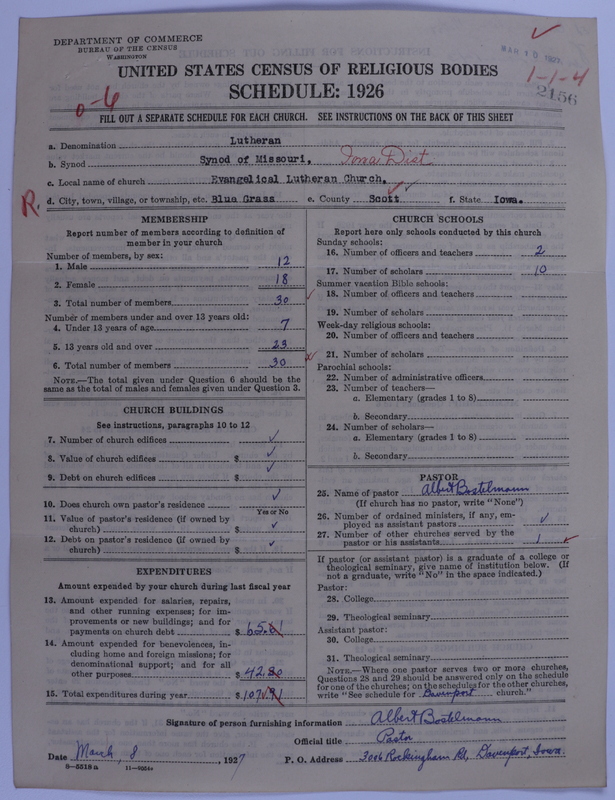 DEPARTMENT OF COMMERCE
BUREAU OF THE CENSUS
WASHINGTON
MAR 10 1927
UNITED STATES CENSUS OF RELIGIOUS BODIES
1-1-4
SCHEDULE: 1926
2156
0-6
FILL OUT A SEPARATE SCHEDULE FOR EACH CHURCH. SEE INSTRUCTIONS ON THE BACK OF THIS SHEET
a. Denomination Lutheran
b. Synod Synod of Missouri, Iowa Dist
c. Local name of church Evangelical Lutheran Church.
R. d. City, town, village, or township, etc. Blue Grass e. County Scott f. State Iowa.
MEMBERSHIP
Report number of members according to definition of
member in your church
Number of members, by sex:
1. Male 12
2. Female 18
3. Total number of members 30
Number of members under and over 13 years old:
4. Under 13 years of age 7
5. 13 years old and over 23
6. Total number of members 30
NOTE.—The total given under Question 6 should be
same as the total of males and females given under Question 3.
CHURCH BUILDINGS
See instructions, paragraphs 10 to 12
7. Number of church edifices ✓
8. Value of church edifices $ ✓
9. Debt on church edifices $ ✓
10. Does church own pastor's residence ✓
Yes or No
11. Value of pastor's residence (if owned by
church) $ ✓
12. Debt on pastor's residence (if owned by
church) $ ✓
EXPENDITURES
Amount expended by your church during last fiscal year
13. Amount expended for salaries, repairs,
and other running expenses; for im-
provements or new buildings; and for
payments on church debt $ 65.
14. Amount expended for benevolences, in-
cluding home and foreign missions; for
denominational support; and for all
other purposes $ 42.
15. Total expenditures during year $ 107.
CHURCH SCHOOLS
Report here only schools conducted by this church
Sunday schools:
16. Number of officers and teachers 2
17. Number of scholars 10
Summer vacation Bible schools:
18. Number of officers and teachers
19. Number of scholars
Week-day religious schools:
20. Number of officers and teachers
21. Number of scholars
Parochial schools:
22. Number of administrative officers
23. Number of teachers—
a. Elementary (grades 1 to 8)
b. Secondary
24. Number of scholars—
a. Elementary (grades 1 to 8)
b. Secondary
PASTOR
25. Name of pastor Albert Bostelmann
(If church has no pastor, write "None")
26. Number of ordained ministers, if any, em-
ployed as assistant pastors ✓
27. Number of other churches served by the
pastor or his assistants 1
If pastor (or assistant pastor) is a graduate of a college or
theological seminary, give name of institution below. (If
not a graduate, write "No" in the space indicated.)
Pastor:
28. College
29. Theological seminary
Assistant pastor:
30. College
31. Theological seminary
NOTE.—Where one pastor serves two or more churches,
Questions 28 and 29 should be answered only on the schedule
for one of the churches; on the schedules for the other churches,
write "See schedule for Davenport church."
Signature of person furnishing information Albert Bostelmann
Official title Pastor
Date March 8, 1927 P. O. Address 3006 Rockingham Rd, Davenport, Iowa.
8-5518a 11-9554